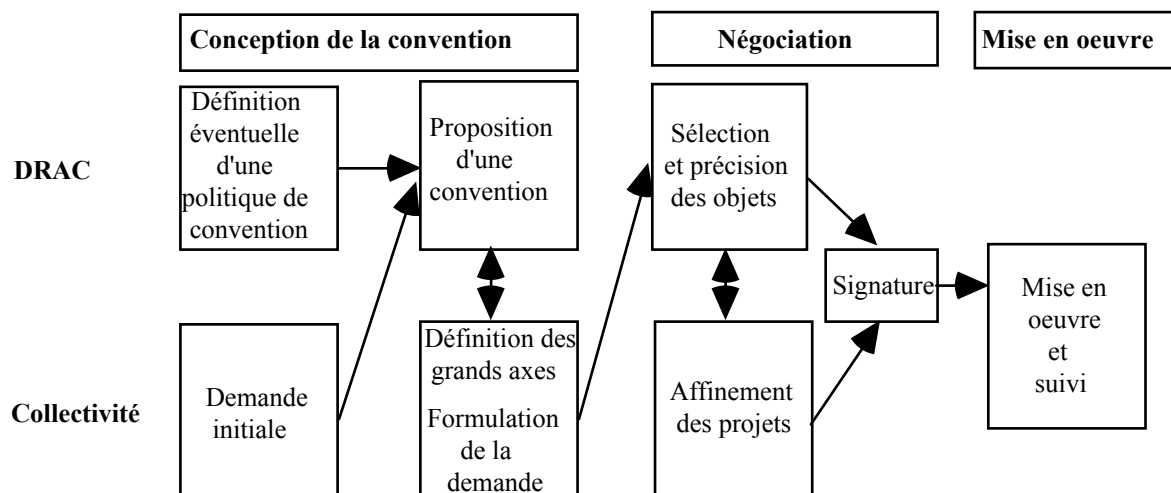 Conception de la convention
Négociation
Mise en oeuvre
DRAC
Définition
éventuelle
d'une
politique de
convention
Proposition
d'une
convention
Sélection
et précision
des objets
Signature
Mise en
oeuvre
et
suivi
Collectivité
Demande
initiale
Définition des
grands axes
Formulation
de la
demande
Affinement
des projets